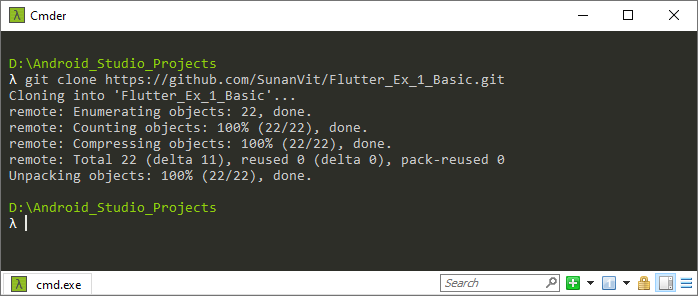 λ Cmder
D:\Android_Studio_Projects
λ git clone https://github.com/SunanVit/Flutter_Ex_1_Basic.git
Cloning into 'Flutter_Ex_1_Basic'...
remote: Enumerating objects: 22, done.
remote: Counting objects: 100% (22/22), done.
remote: Compressing objects: 100% (22/22), done.
remote: Total 22 (delta 11), reused 0 (delta 0), pack-reused 0
Unpacking objects: 100% (22/22), done.
D:\Android_Studio_Projects
λ
λ cmd.exe Search